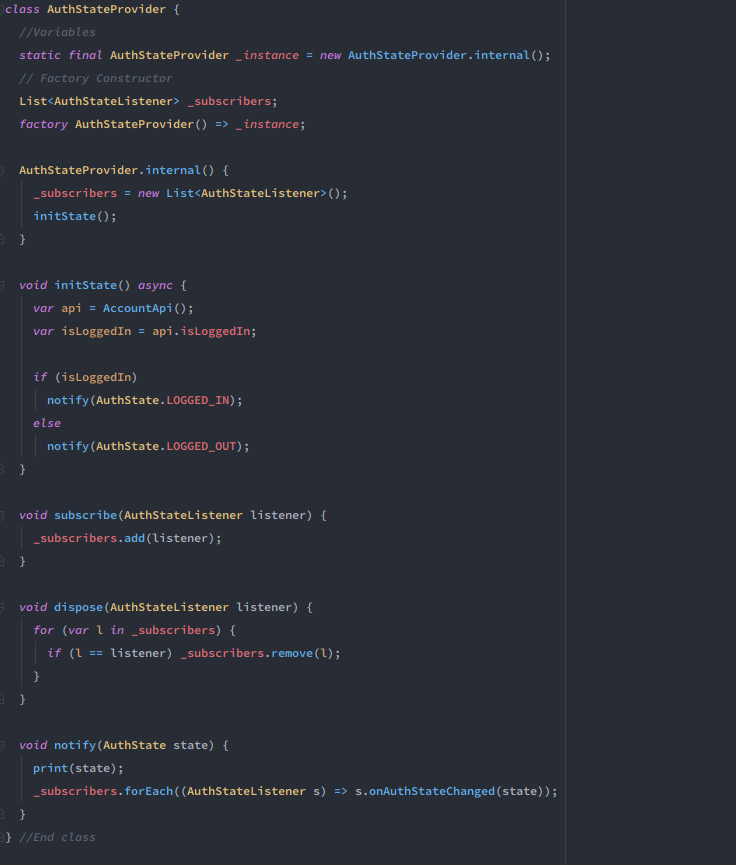 class AuthStateProvider {
//Variables
static final AuthStateProvider _instance = new AuthStateProvider.internal();
// Factory Constructor
List<AuthStateListener> _subscribers;
factory AuthStateProvider() => _instance;
AuthStateProvider.internal() {
_subscribers = new List<AuthStateListener>();
initState();
}
void initState() async {
var api = AccountApi();
var isLoggedIn = api.isLoggedIn;
if (isLoggedIn)
notify(AuthState.LOGGED_IN);
else
notify(AuthState.LOGGED_OUT);
}
void subscribe(AuthStateListener listener) {
_subscribers.add(listener);
}
void dispose(AuthStateListener listener) {
for (var l in _subscribers) {
if (l == listener) _subscribers.remove(l);
}
}
void notify(AuthState state) {
print(state);
_subscribers.forEach((AuthStateListener s) => s.onAuthStateChanged(state));
}
} //End class